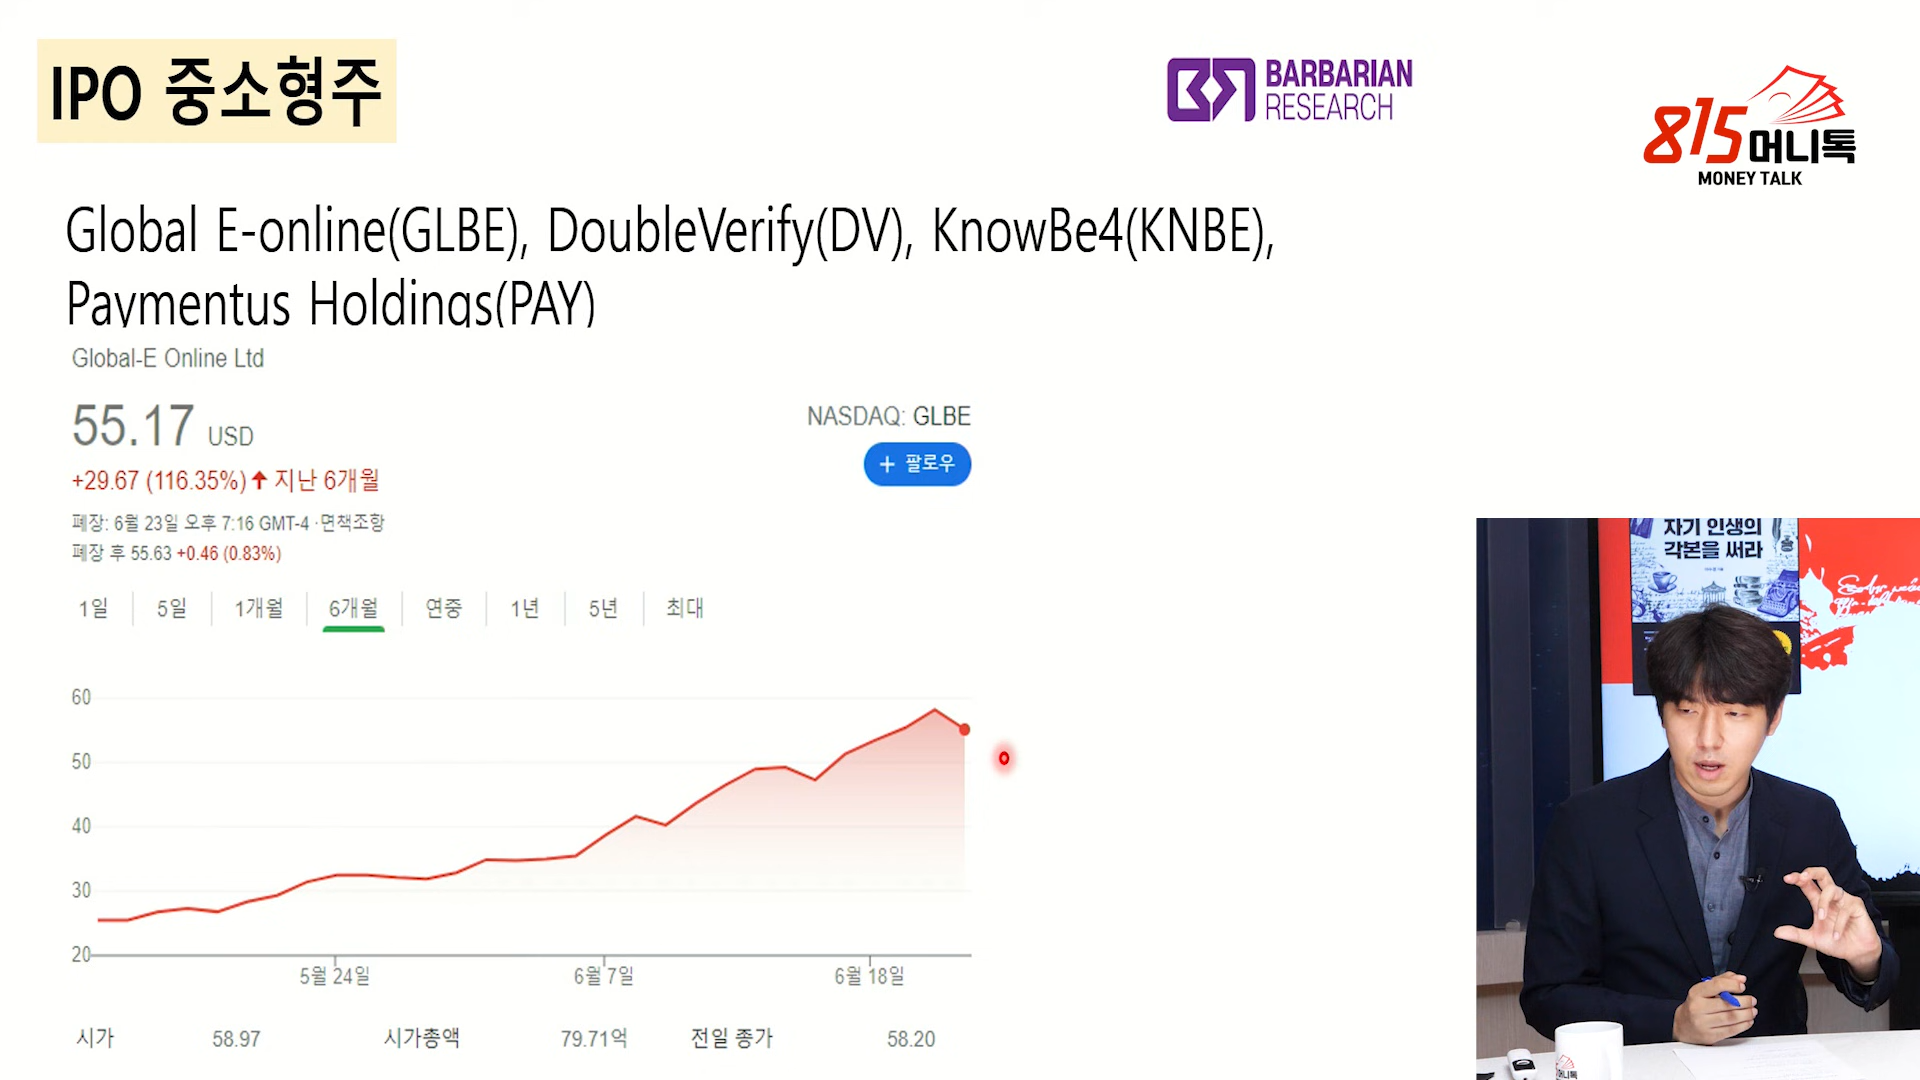 IPO 중소형주
BARBARIAN
RESEARCH
815머니톡
MONEY TALK
Global E-online(GLBE), DoubleVerify(DV), KnowBe4(KNBE),
Paymentus Holdings(PAY)
Global-E Online Ltd
55.17 USD
NASDAQ: GLBE
+29.67 (116.35%) ↑ 지난 6개월
+ 팔로우
폐장: 6월 23일 오후 7:16 GMT-4 ·면책조항
폐장 후 55.63 +0.46 (0.83%)
1일 5일 1개월 6개월 연중 1년 5년 최대
60
50
40
30
20
5월 24일 6월 7일 6월 18일
시가 58.97 시가총액 79.71억 전일 종가 58.20
자기 인생의
각본을 써라